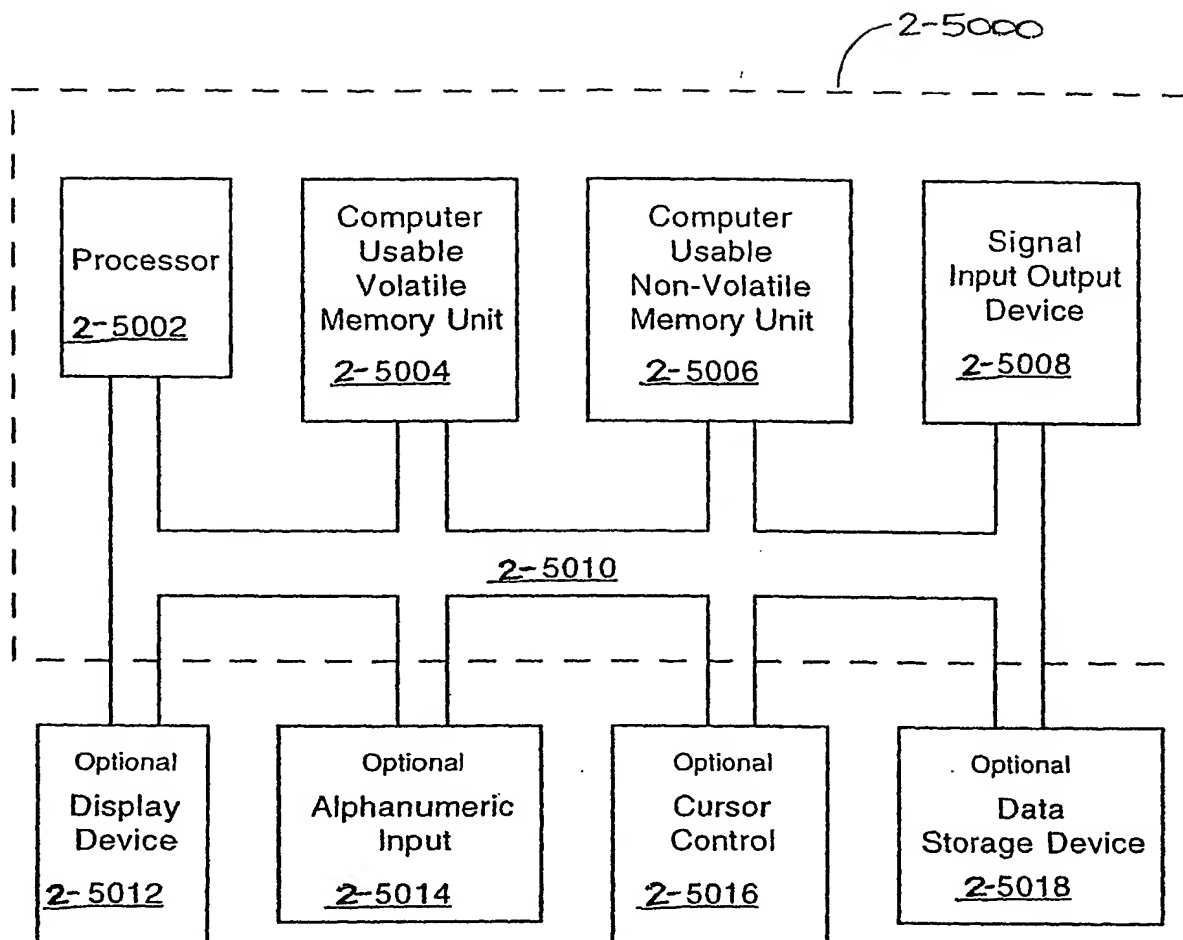 2-5000
Processor
2-5002
Computer
Usable
Volatile
Memory Unit
2-5004
Computer
Usable
Non-Volatile
Memory Unit
2-5006
Signal
Input Output
Device
2-5008
2-5010
Optional
Display
Device
2-5012
Optional
Alphanumeric
Input
2-5014
Optional
Cursor
Control
2-5016
Optional
Data
Storage Device
2-5018